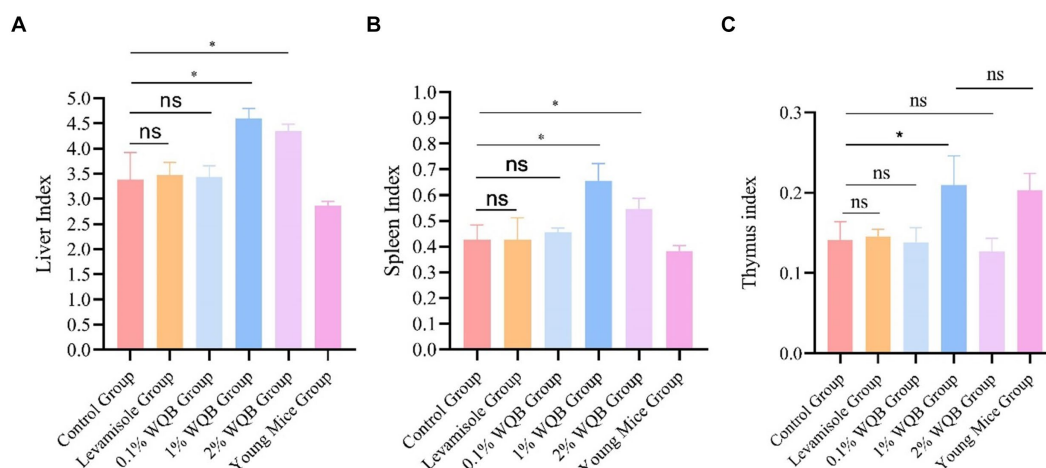 A
*
*
ns
ns
Liver Index
5.0
4.5
4.0
3.5
3.0
2.5
2.0
1.5
1.0
0.5
0.0
Control Group
Levamisole Group
0.1% WQB Group
1% WQB Group
2% WQB Group
Young Mice Group
B
*
*
ns
ns
Spleen Index
1.0
0.9
0.8
0.7
0.6
0.5
0.4
0.3
0.2
0.1
0.0
Control Group
Levamisole Group
0.1% WQB Group
1% WQB Group
2% WQB Group
Young Mice Group
C
ns
ns
*
ns
ns
Thymus index
0.3
0.2
0.1
0.0
Control Group
Levamisole Group
0.1% WQB Group
1% WQB Group
2% WQB Group
Young Mice Group